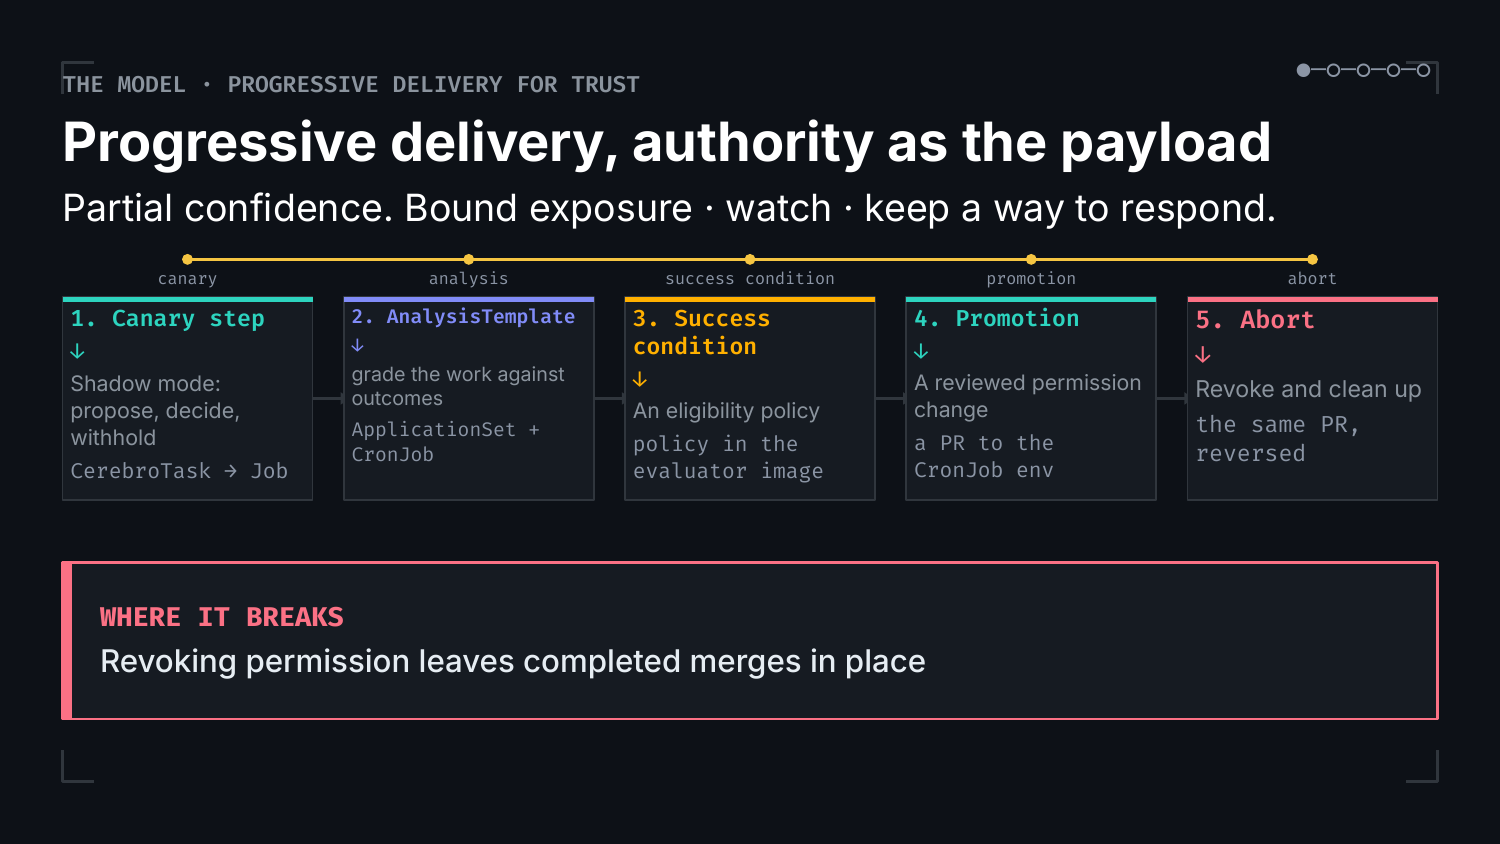 THE MODEL · PROGRESSIVE DELIVERY FOR TRUST
Progressive delivery, authority as the payload
Partial confidence. Bound exposure · watch · keep a way to respond.
canary
analysis
success condition
promotion
abort
1. Canary step
↓
Shadow mode:
propose, decide,
withhold
CerebroTask → Job
2. AnalysisTemplate
↓
grade the work against
outcomes
ApplicationSet +
CronJob
3. Success
condition
↓
An eligibility policy
policy in the
evaluator image
4. Promotion
↓
A reviewed permission
change
a PR to the
CronJob env
5. Abort
↓
Revoke and clean up
the same PR,
reversed
WHERE IT BREAKS
Revoking permission leaves completed merges in place